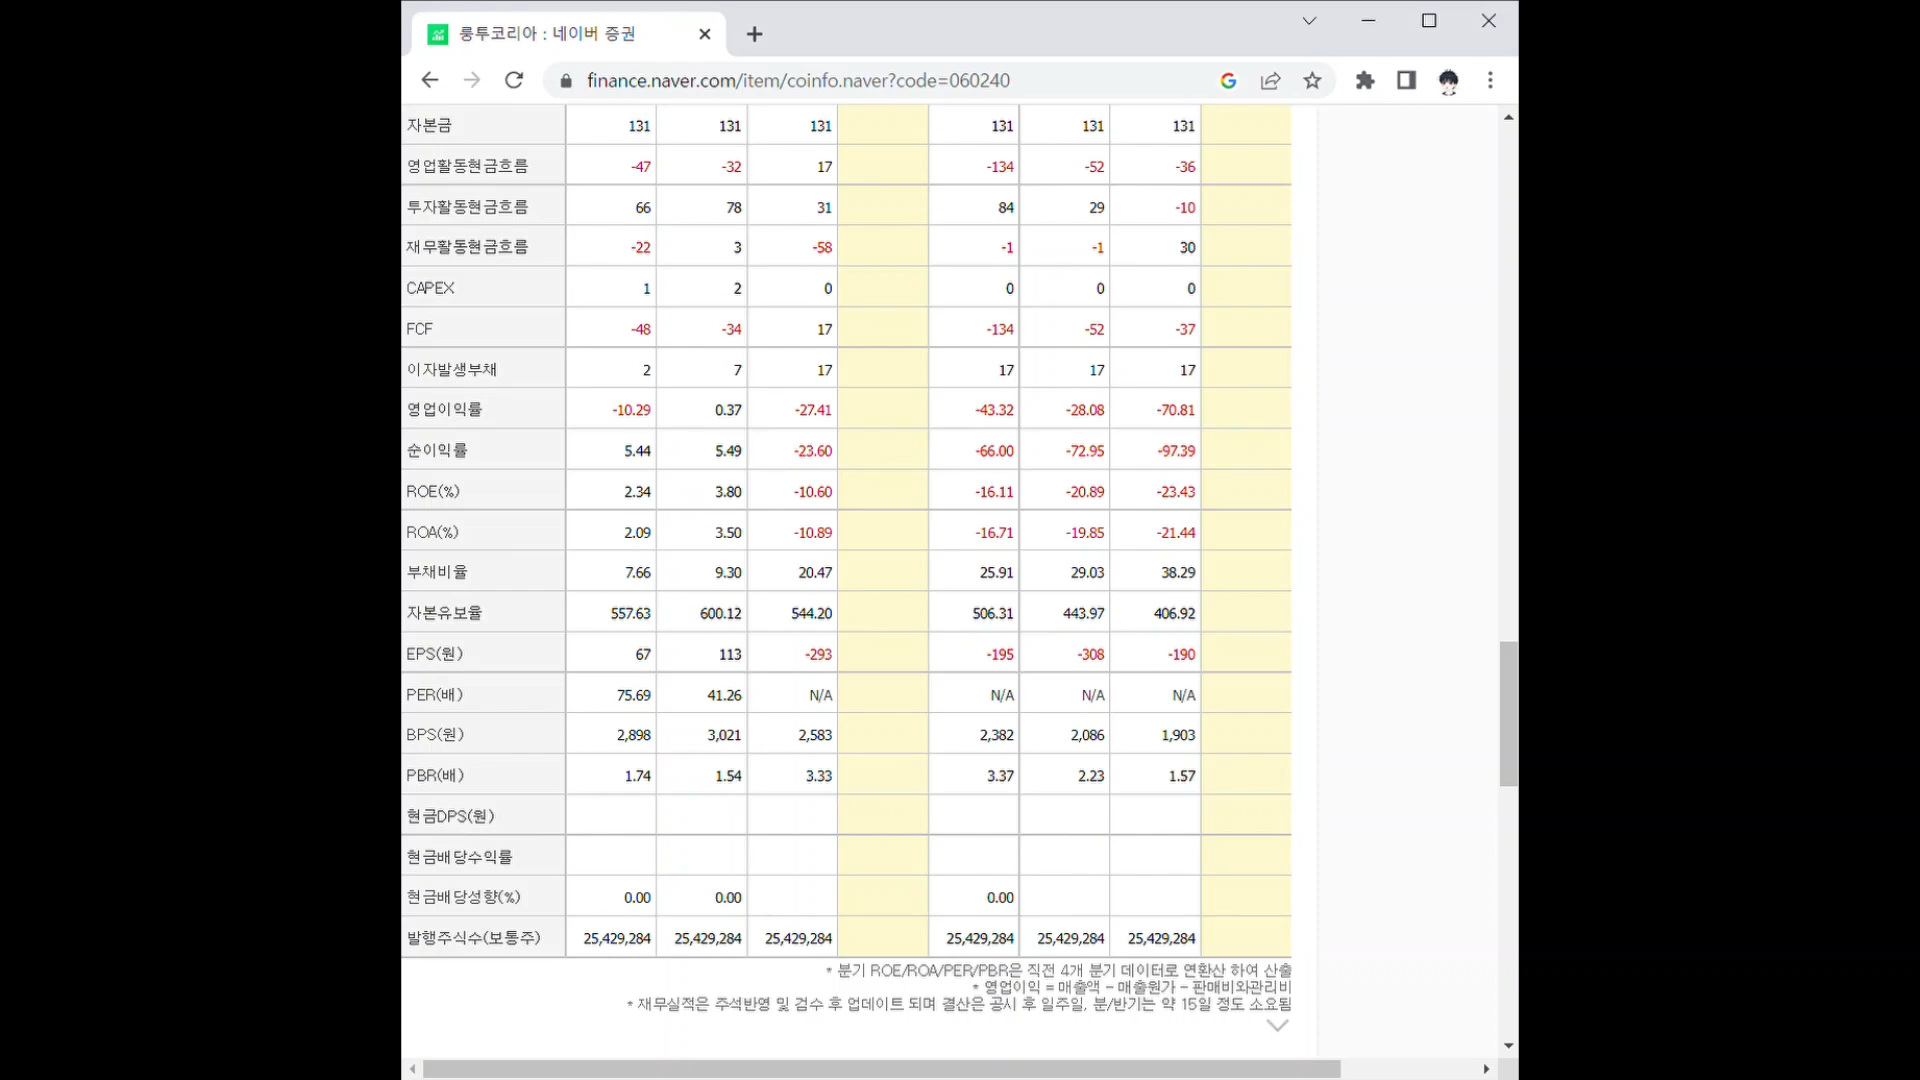 룽투코리아 : 네이버 증권
finance.naver.com/item/coinfo.naver?code=060240
자본금 131 131 131 131 131 131
영업활동현금흐름 -47 -32 17 -134 -52 -36
투자활동현금흐름 66 78 31 84 29 -10
재무활동현금흐름 -22 3 -58 -1 -1 30
CAPEX 1 2 0 0 0 0
FCF -48 -34 17 -134 -52 -37
이자발생부채 2 7 17 17 17 17
영업이익률 -10.29 0.37 -27.41 -43.32 -28.08 -70.81
순이익률 5.44 5.49 -23.60 -66.00 -72.95 -97.39
ROE(%) 2.34 3.80 -10.60 -16.11 -20.89 -23.43
ROA(%) 2.09 3.50 -10.89 -16.71 -19.85 -21.44
부채비율 7.66 9.30 20.47 25.91 29.03 38.29
자본유보율 557.63 600.12 544.20 506.31 443.97 406.92
EPS(원) 67 113 -293 -195 -308 -190
PER(배) 75.69 41.26 N/A N/A N/A N/A
BPS(원) 2,898 3,021 2,583 2,382 2,086 1,903
PBR(배) 1.74 1.54 3.33 3.37 2.23 1.57
현금DPS(원)
현금배당수익률
현금배당성향(%) 0.00 0.00 0.00
발행주식수(보통주) 25,429,284 25,429,284 25,429,284 25,429,284 25,429,284 25,429,284
* 분기 ROE/ROA/PER/PBR은 직전 4개 분기 데이터로 연환산 하여 산출
* 영업이익 = 매출액 - 매출원가 - 판매비와관리비
* 재무실적은 주석반영 및 검수 후 업데이트 되며 결산은 공시 후 일주일, 분/반기는 약 15일 정도 소요됨